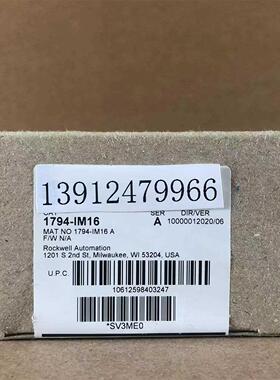 13912479966
CAT
SER
DIR/VER
1794-IM16
A
10000012020/06
MAT NO 1794-IM16 A
F/W N/A
Rockwell Automation
1201 S 2nd St, Milwaukee, WI 53204, USA
U.P.C.
10612598403247
*SV3ME0